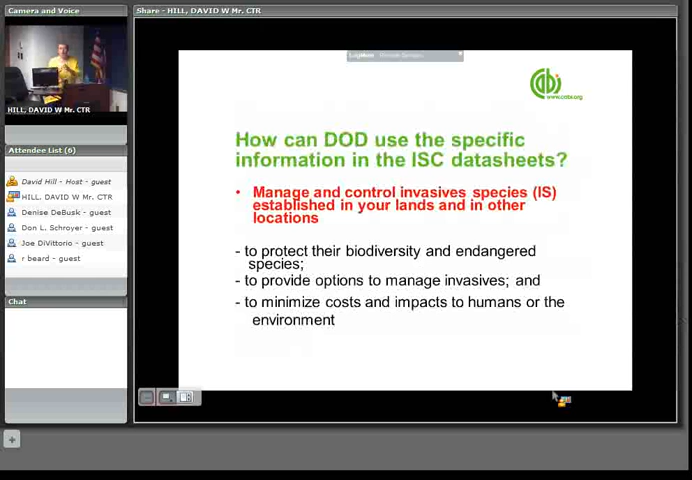 Camera and Voice
Share - HILL, DAVID W Mr. CTR
HILL, DAVID W Mr. CTR
Attendee List (6)
David Hill - Host - guest
HILL. DAVID W Mr. CTR
Denise DeBusk - guest
Don L. Schroyer - guest
Joe DiVittorio - guest
r beard - guest
Chat
cabi
www.cabi.org
How can DOD use the specific
information in the ISC datasheets?
• Manage and control invasives species (IS)
established in your lands and in other
locations
- to protect their biodiversity and endangered
species;
- to provide options to manage invasives; and
- to minimize costs and impacts to humans or the
environment